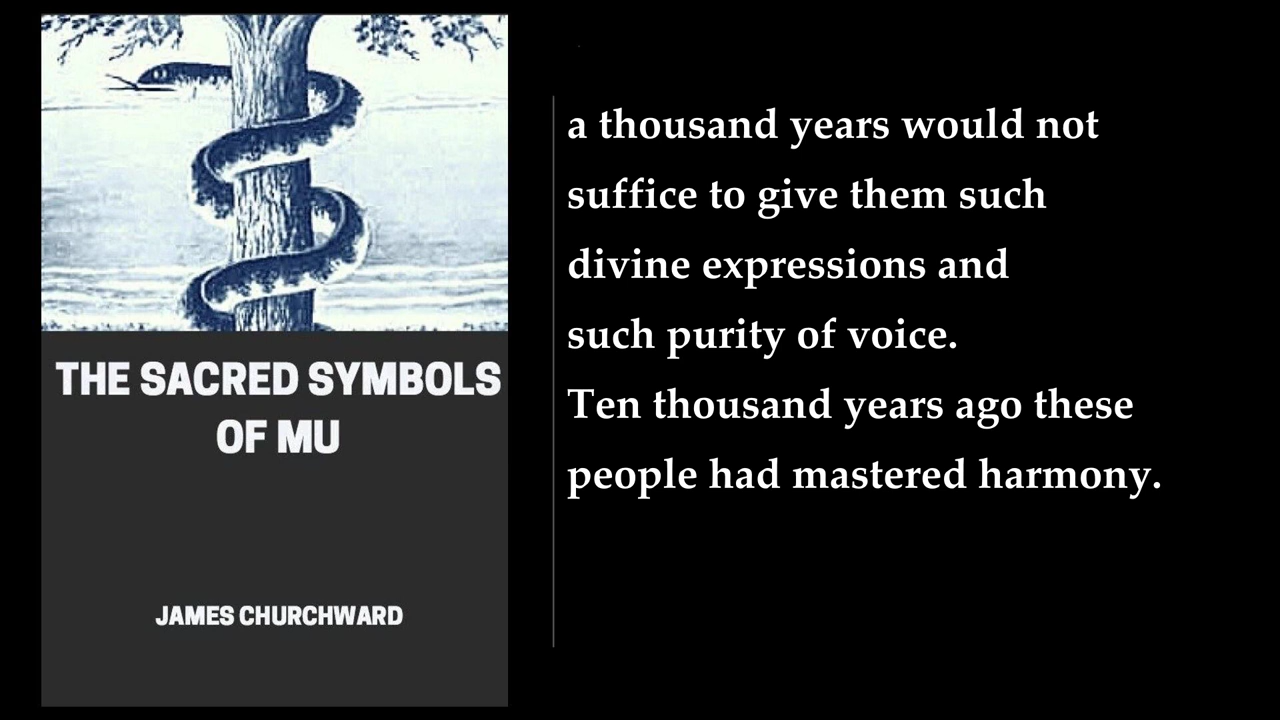 THE SACRED SYMBOLS
OF MU
JAMES CHURCHWARD
a thousand years would not
suffice to give them such
divine expressions and
such purity of voice.
Ten thousand years ago these
people had mastered harmony.